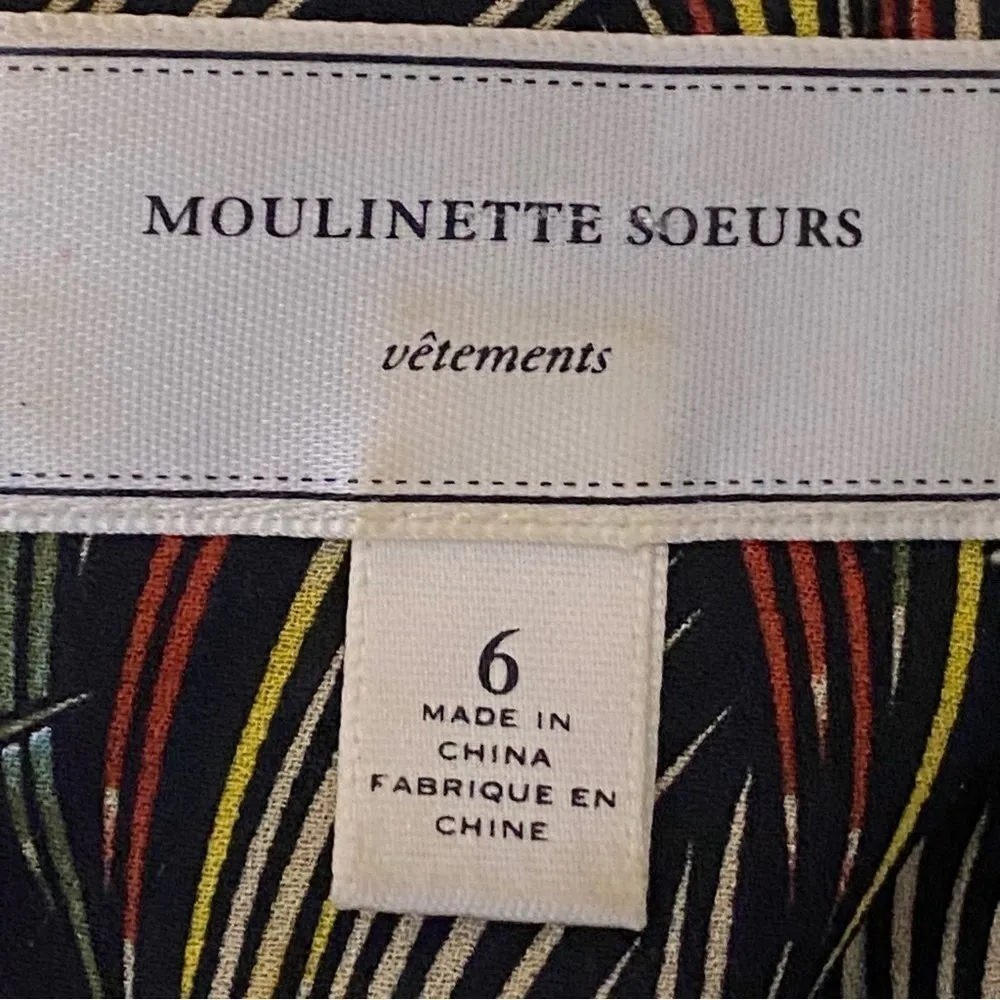 MOULINETTE SOEURS
vêtements
6
MADE IN
CHINA
FABRIQUE EN
CHINE